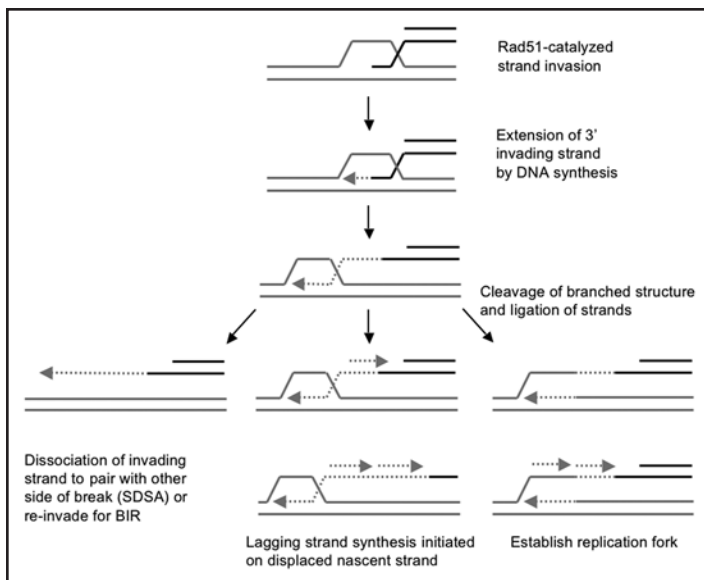 Rad51-catalyzed
strand invasion
Extension of 3'
invading strand
by DNA synthesis
Cleavage of branched structure
and ligation of strands
Dissociation of invading
strand to pair with other
side of break (SDSA) or
re-invade for BIR
Lagging strand synthesis initiated
on displaced nascent strand
Establish replication fork